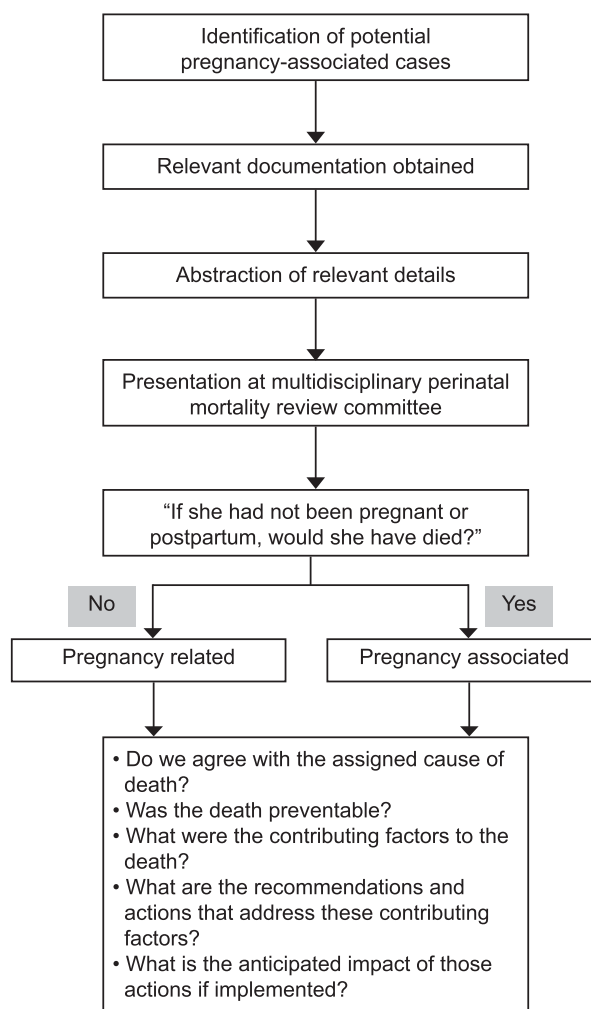 Identification of potential
pregnancy-associated cases
Relevant documentation obtained
Abstraction of relevant details
Presentation at multidisciplinary perinatal
mortality review committee
“If she had not been pregnant or
postpartum, would she have died?”
No
Yes
Pregnancy related
Pregnancy associated
• Do we agree with the assigned cause of
death?
• Was the death preventable?
• What were the contributing factors to the
death?
• What are the recommendations and
actions that address these contributing
factors?
• What is the anticipated impact of those
actions if implemented?